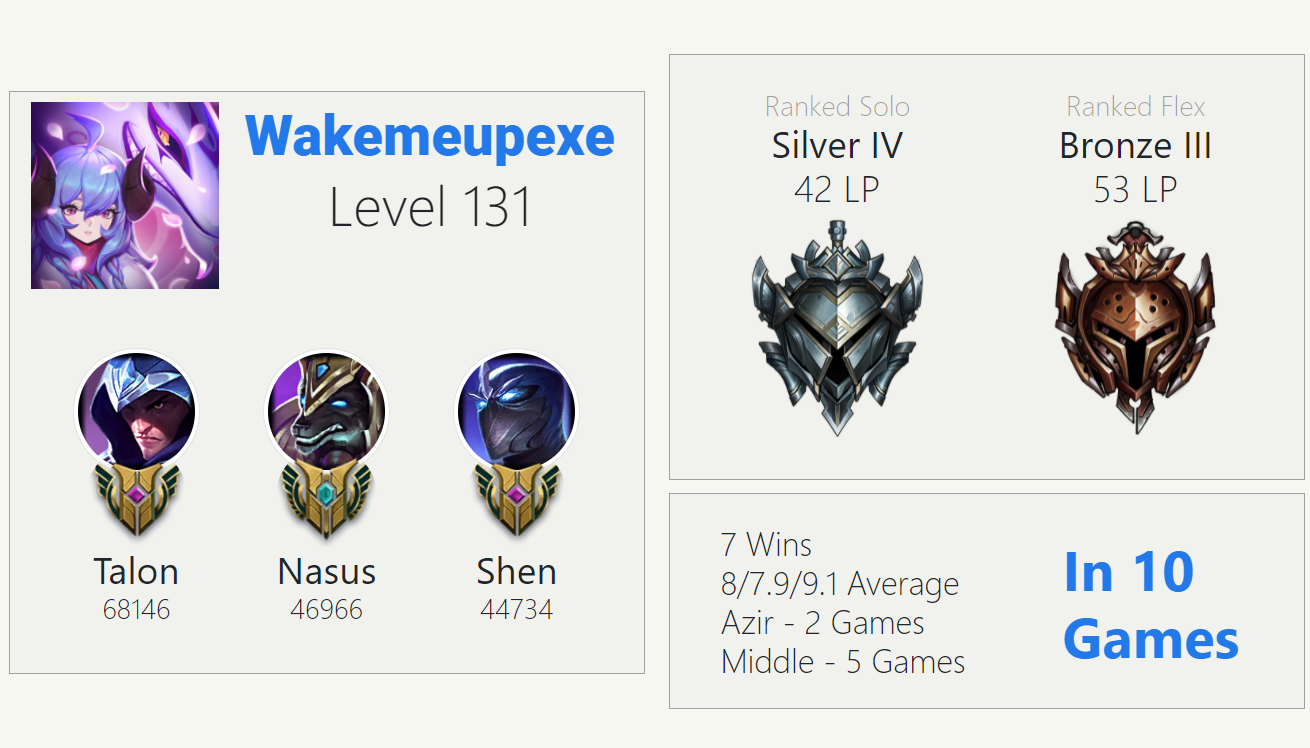 Wakemeupexe
Level 131
Talon
68146
Nasus
46966
Shen
44734
Ranked Solo
Silver IV
42 LP
Ranked Flex
Bronze III
53 LP
7 Wins
8/7.9/9.1 Average
Azir - 2 Games
Middle - 5 Games
In 10
Games